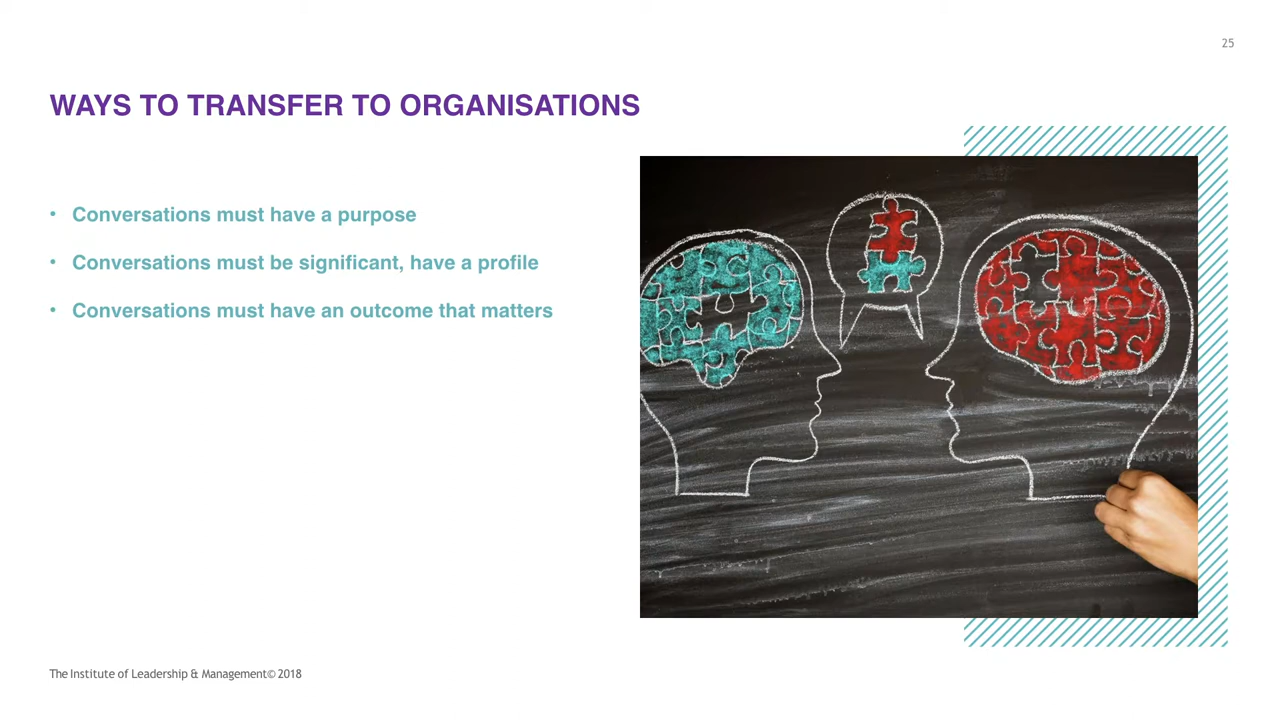 25
WAYS TO TRANSFER TO ORGANISATIONS
• Conversations must have a purpose
• Conversations must be significant, have a profile
• Conversations must have an outcome that matters
The Institute of Leadership & Management© 2018